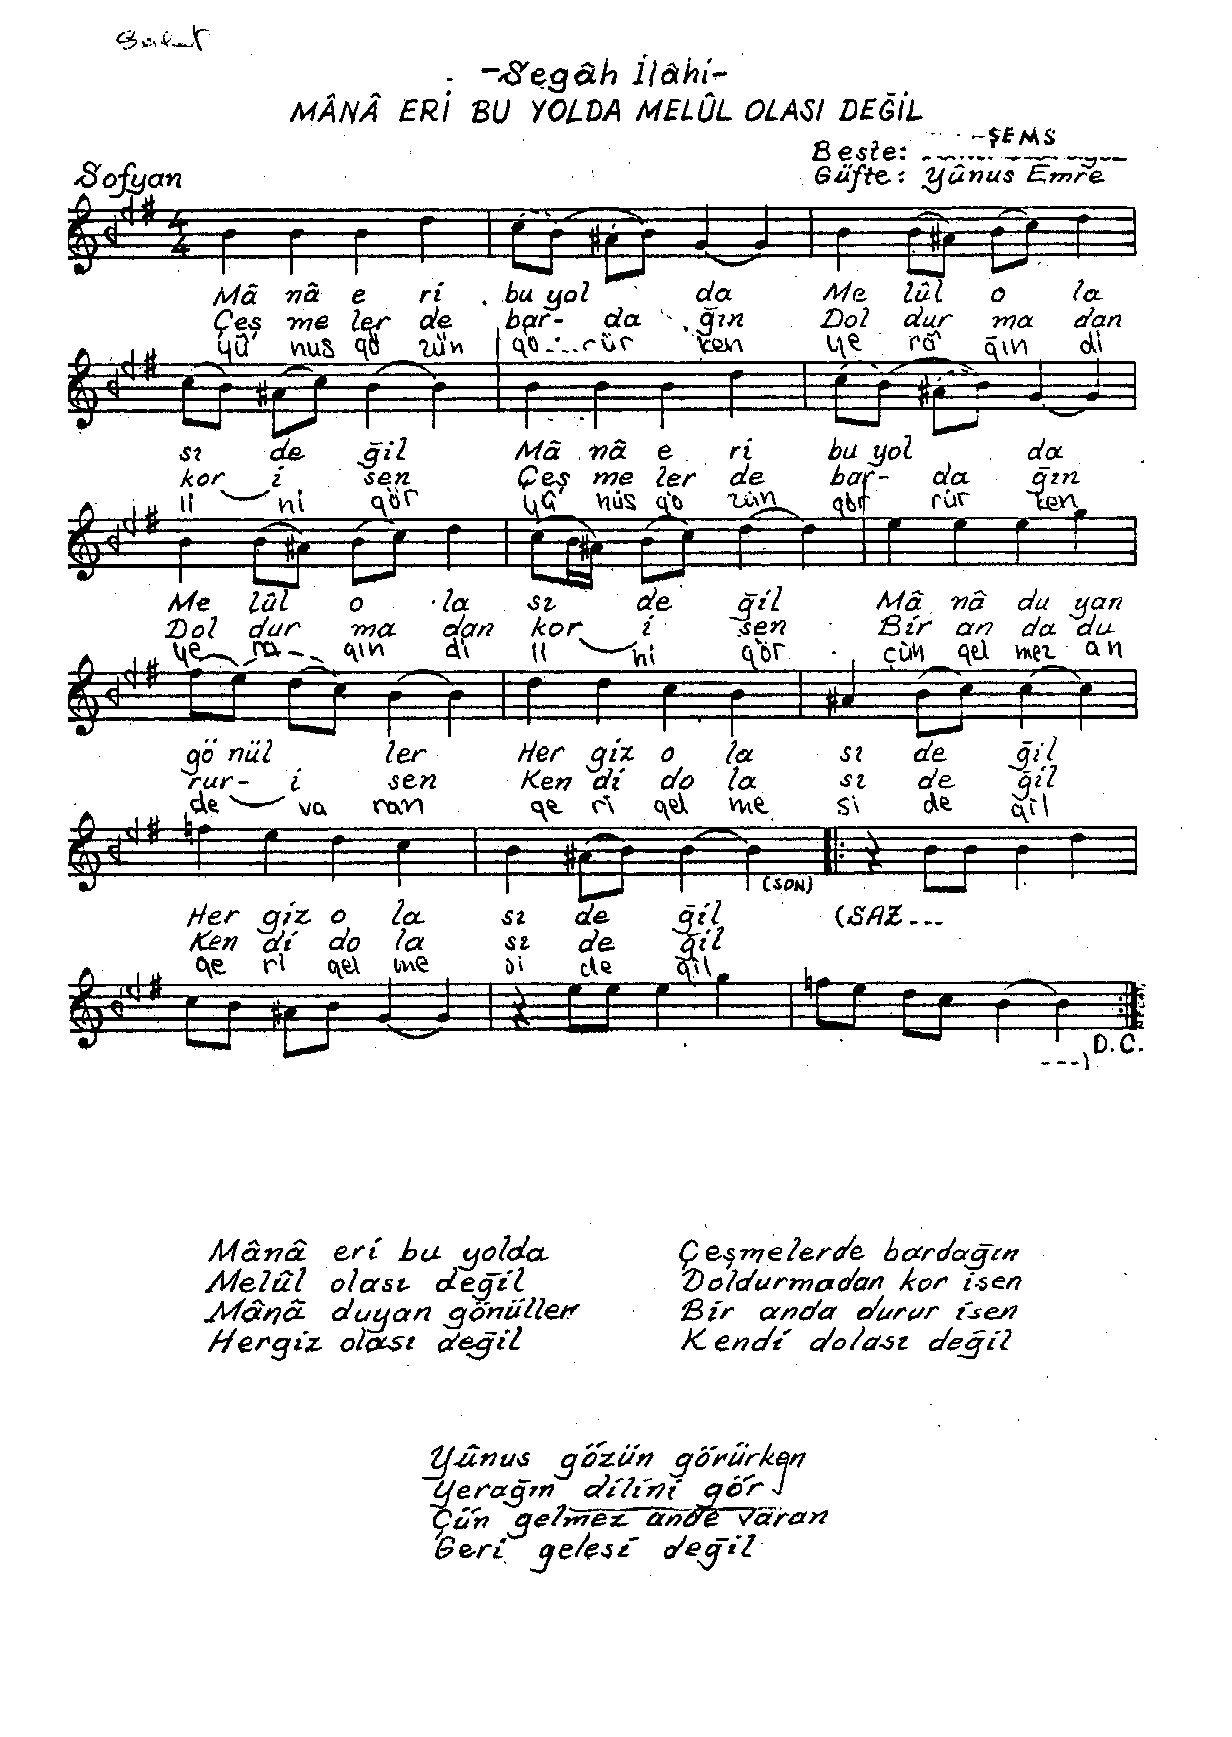 -Segâh İlâhi-
MÂNÂ ERİ BU YOLDA MELÛL OLASI DEĞİL
-ŞEMS
Beste:
Sofyan
Güfte: Yûnus Emre
Mâ nâ e ri bu yol da Me lûl o la
Çeş me ler de bar- da ğın Dol dur ma dan
Yû nus gö zün gö...rür ken ye râ ğın di
sı de ğil Mâ nâ e ri bu yol da
kor i sen Çeş me ler de bar- da ğın
li ni gör Yû nus gö zün gör rür ken
Me lûl o la sı de ğil Mâ nâ du yan
Dol dur ma dan kor i sen Bir an da du
ye ra ğın di li ni gör çün gel mez an
gö nül ler Her giz o la sı de ğil
rur- i sen Ken di do la sı de ğil
de va ran ge ri gel me si de ğil
(SON)
Her giz o la sı de ğil (SAZ...
Ken di do la sı de ğil
ge ri gel me si de ğil
---) D.C.
Mânâ eri bu yolda
Melûl olası değil
Mânâ duyan gönüller
Hergiz olası değil
Çeşmelerde bardağın
Doldurmadan kor isen
Bir anda durur isen
Kendi dolası değil
Yûnus gözün görürken
Yerağın dilini gör
Çün gelmez ande varan
Geri gelesi değil